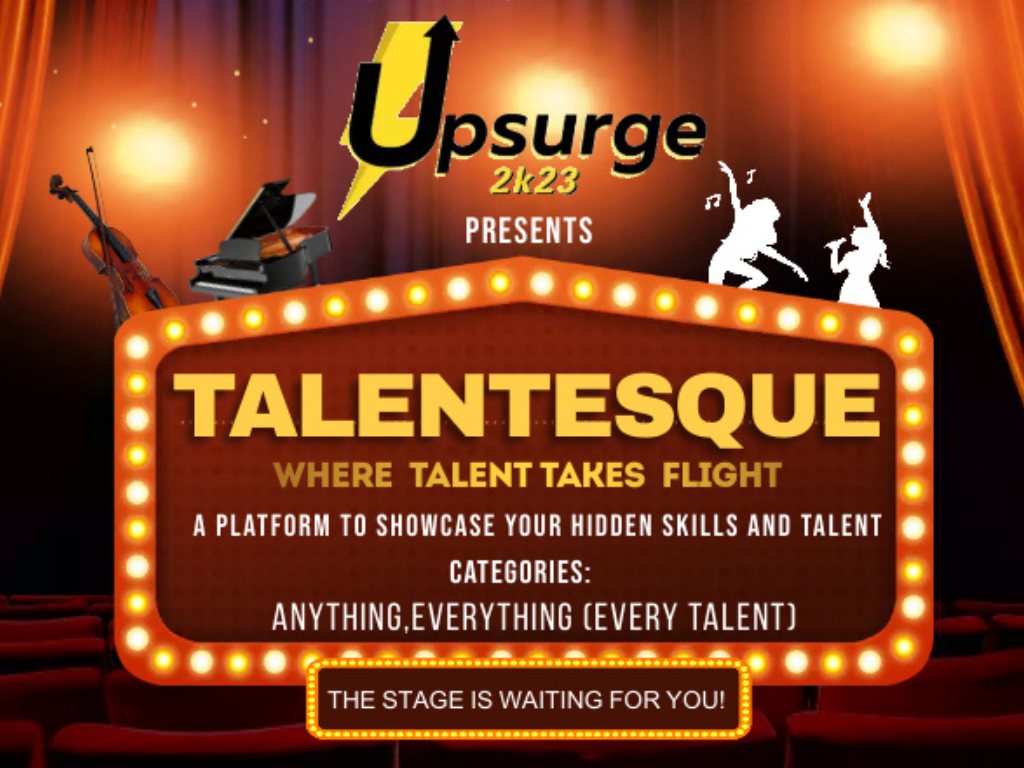 Upsurge
2k23
PRESENTS
TALENTESQUE
WHERE TALENT TAKES FLIGHT
A PLATFORM TO SHOWCASE YOUR HIDDEN SKILLS AND TALENT
CATEGORIES:
ANYTHING,EVERYTHING (EVERY TALENT)
THE STAGE IS WAITING FOR YOU!